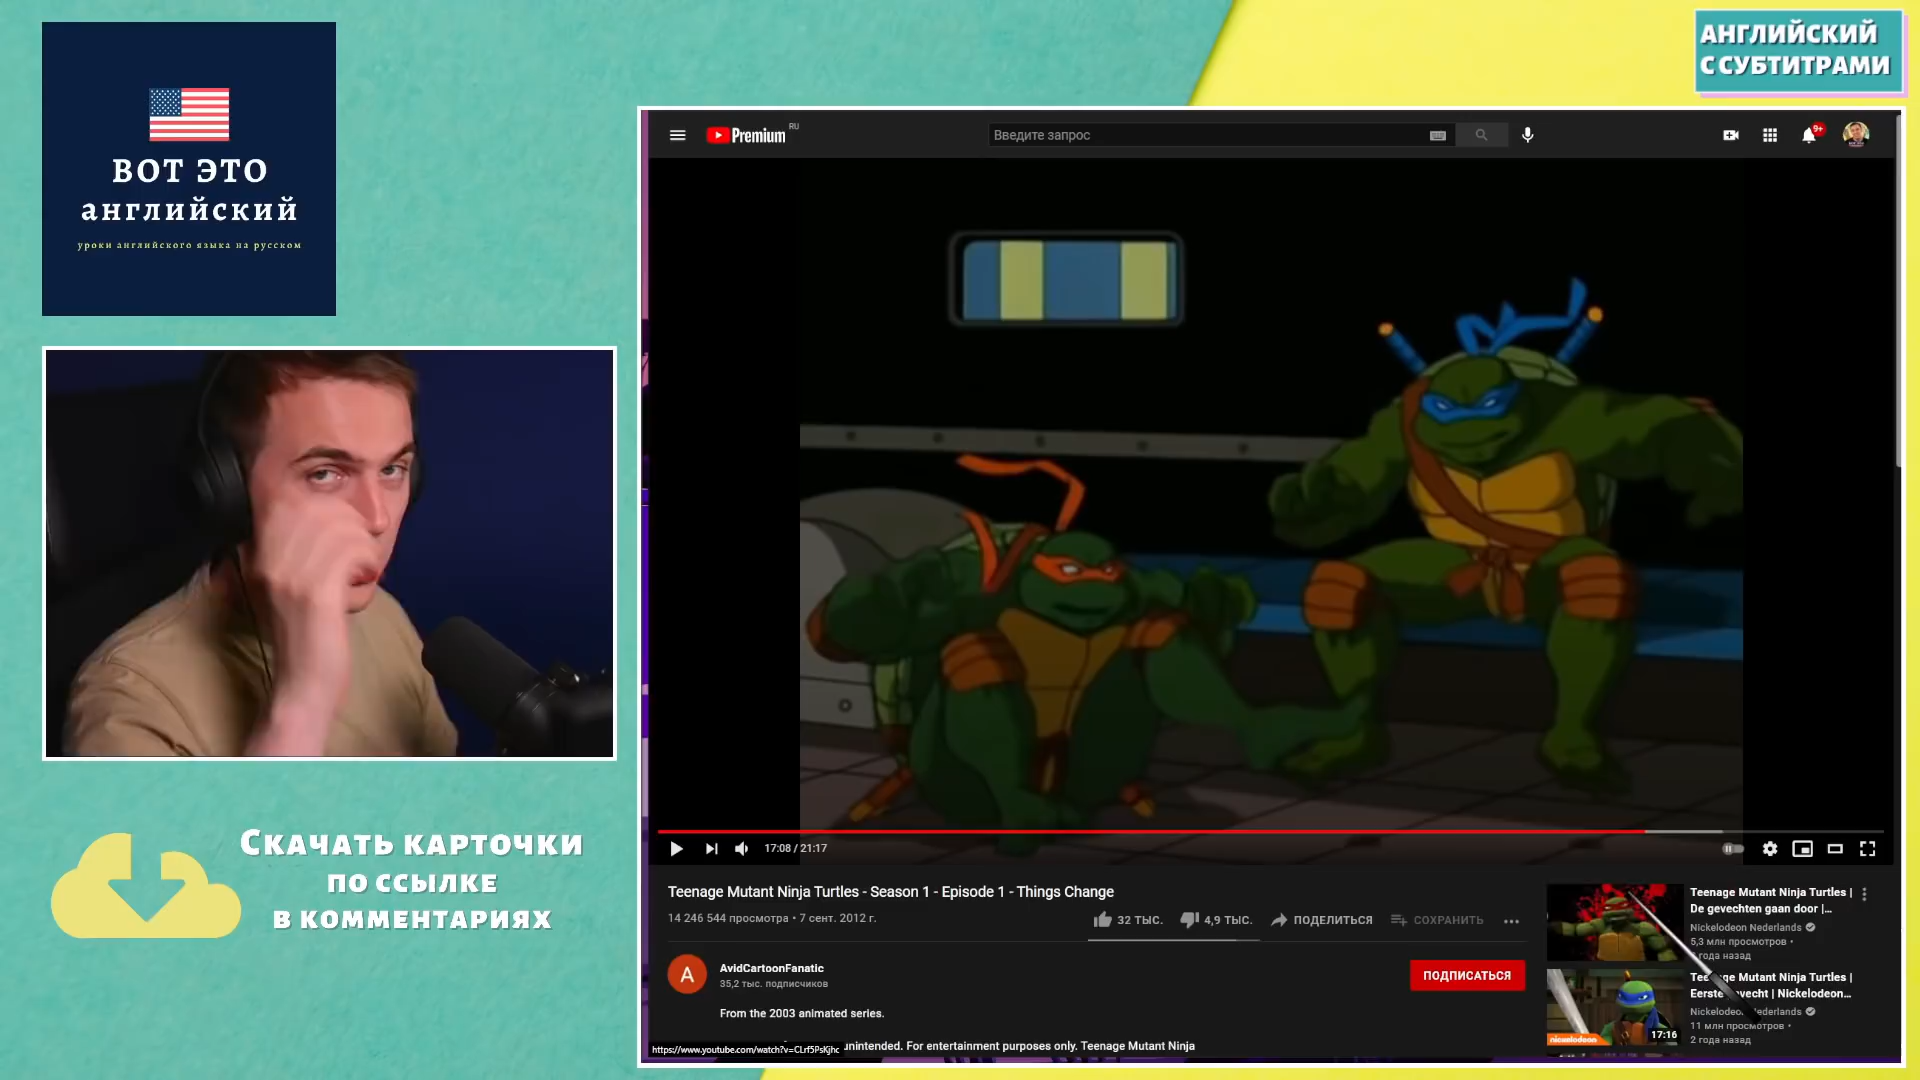 ВОТ ЭТО
английский
уроки английского языка на русском
АНГЛИЙСКИЙ
С СУБТИТРАМИ
Premium RU
Введите запрос
9+
17:08 / 21:17
Teenage Mutant Ninja Turtles - Season 1 - Episode 1 - Things Change
14 246 544 просмотра • 7 сент. 2012 г.
32 ТЫС.
4,9 ТЫС.
ПОДЕЛИТЬСЯ
СОХРАНИТЬ
A
AvidCartoonFanatic
35,2 тыс. подписчиков
ПОДПИСАТЬСЯ
From the 2003 animated series.
unintended. For entertainment purposes only. Teenage Mutant Ninja
Teenage Mutant Ninja Turtles |
De gevechten gaan door |...
Nickelodeon Nederlands
5,3 млн просмотров •
года назад
Mutant Ninja Turtles |
Eerste | Nickelodeon...
11 млн просмотров •
2 года назад
nickelodeon
17:16
СКАЧАТЬ КАРТОЧКИ
ПО ССЫЛКЕ
В КОММЕНТАРИЯХ